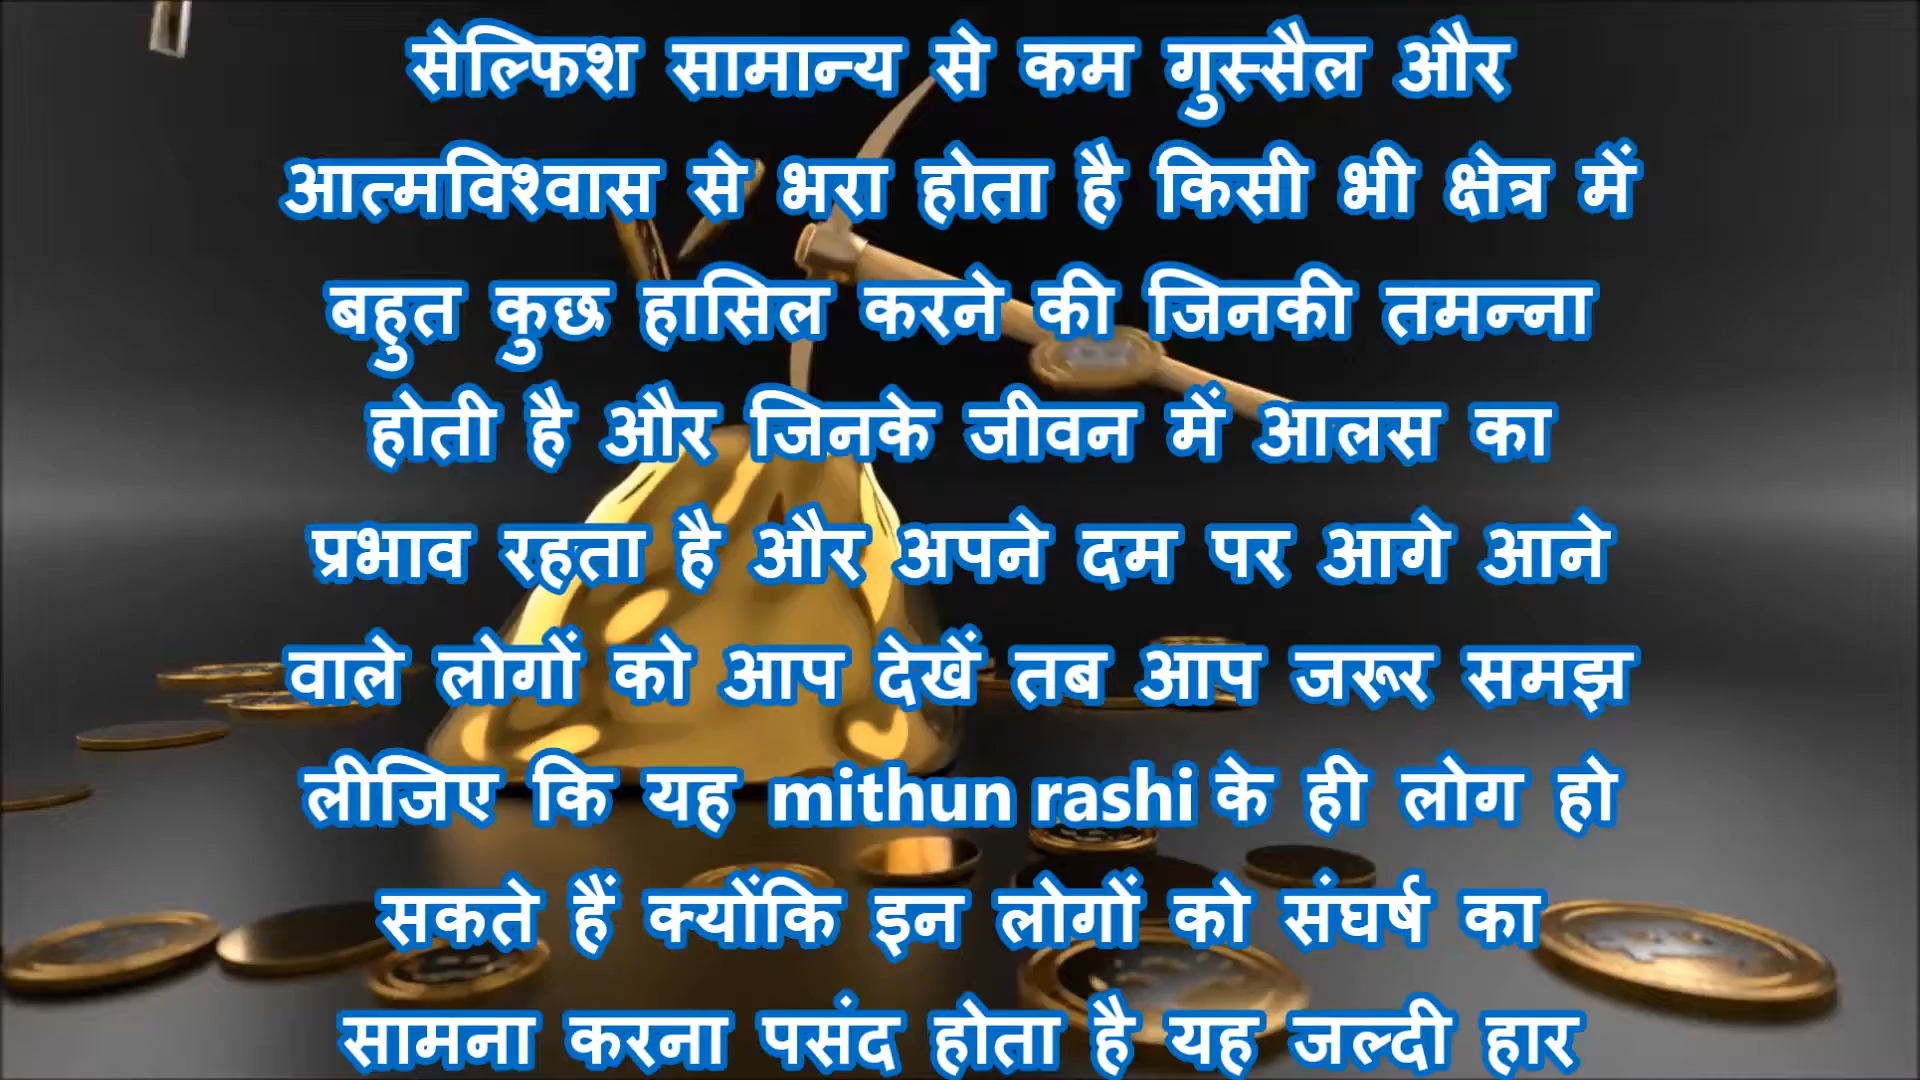 सेल्फिश सामान्य से कम गुस्सैल और
आत्मविश्वास से भरा होता है किसी भी क्षेत्र में
बहुत कुछ हासिल करने की जिनकी तमन्ना
होती है और जिनके जीवन में आलस का
प्रभाव रहता है और अपने दम पर आगे आने
वाले लोगों को आप देखें तब आप जरूर समझ
लीजिए कि यह mithun rashi के ही लोग हो
सकते हैं क्योंकि इन लोगों को संघर्ष का
सामना करना पसंद होता है यह जल्दी हार